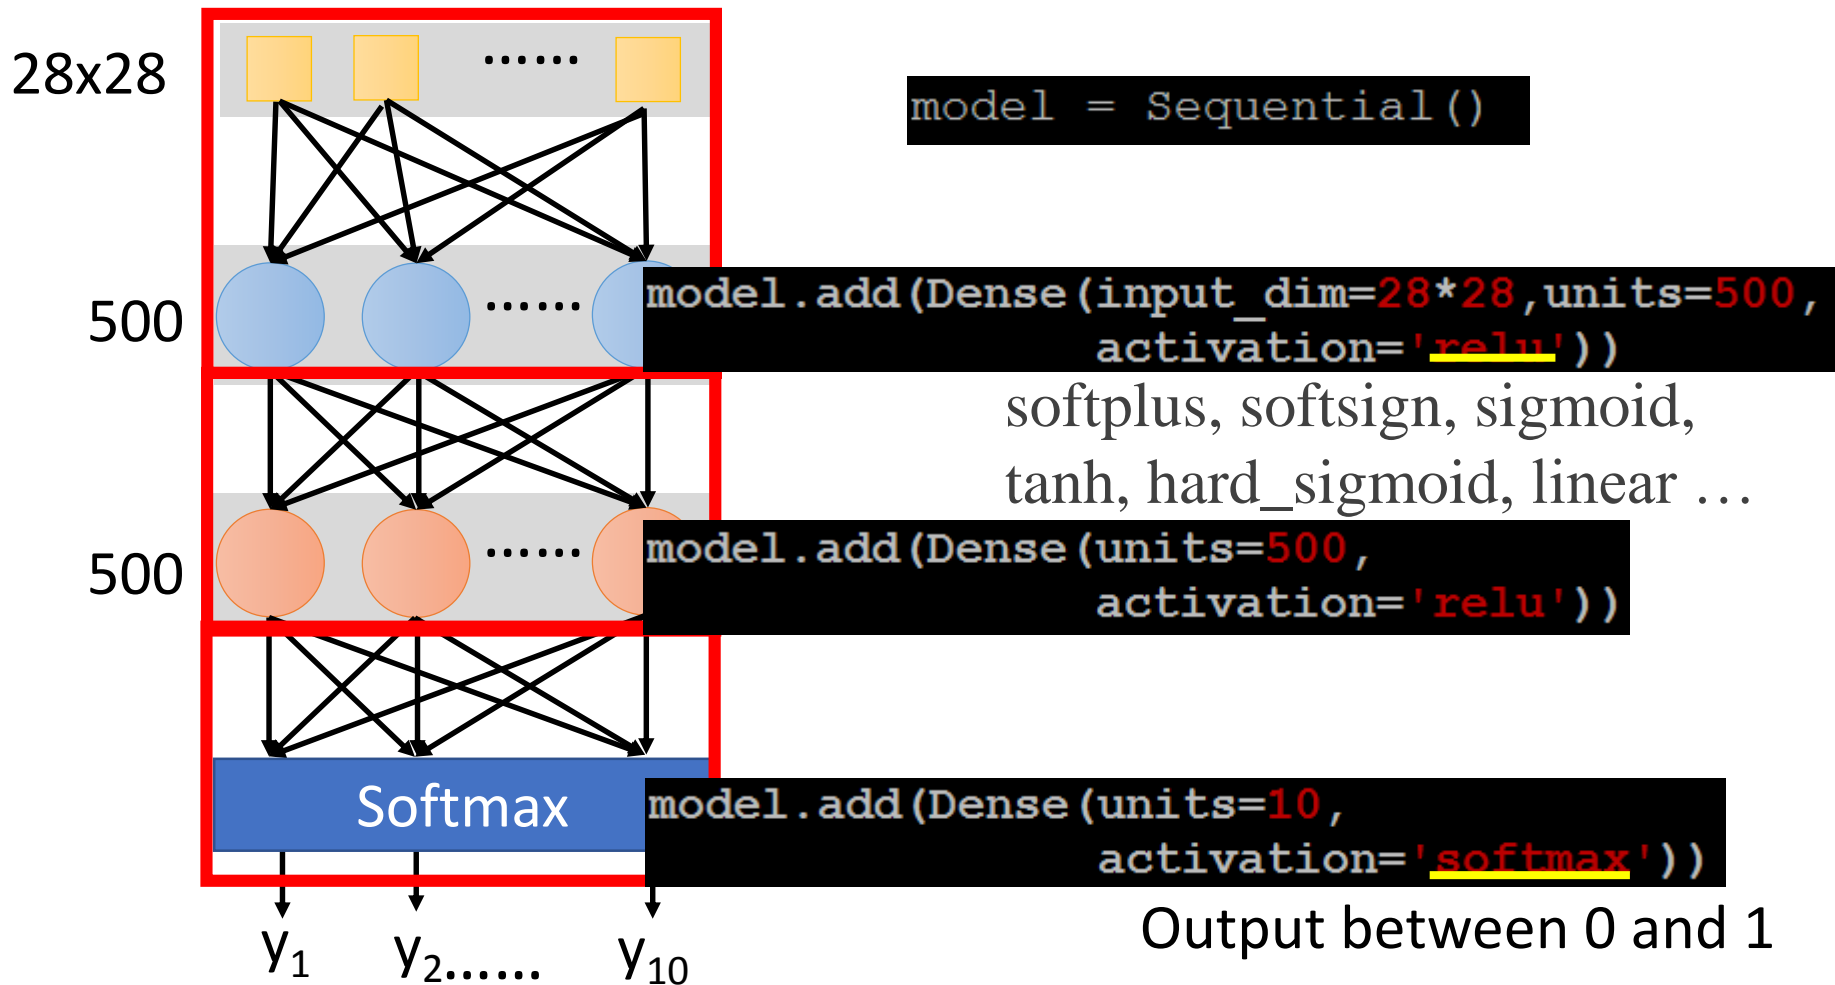 28x28
……
model = Sequential()
500
……
model.add(Dense(input_dim=28*28,units=500,
activation='relu'))
softplus, softsign, sigmoid,
tanh, hard_sigmoid, linear …
500
……
model.add(Dense(units=500,
activation='relu'))
Softmax
model.add(Dense(units=10,
activation='softmax'))
Output between 0 and 1
y₁ y₂…… y₁₀